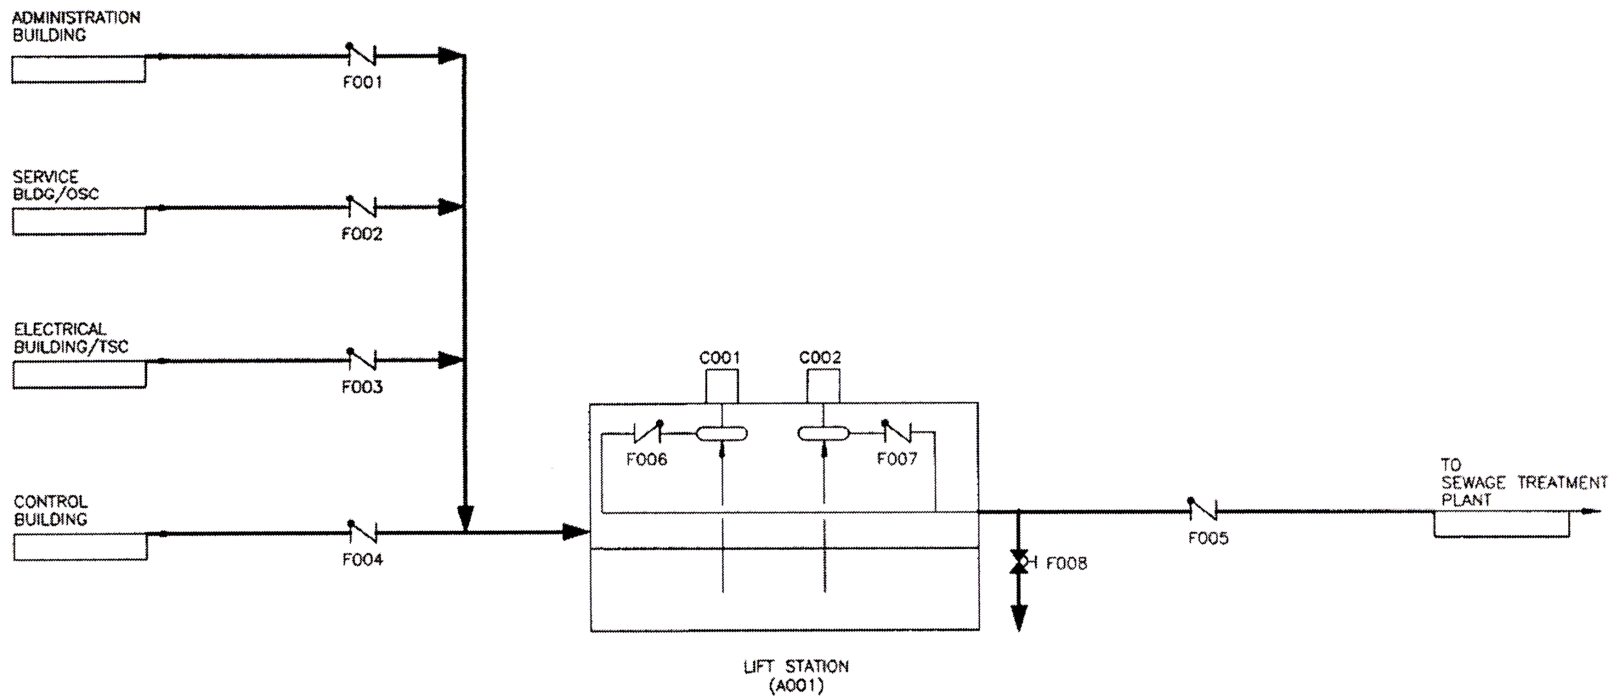 ADMINISTRATION
BUILDING
F001
SERVICE
BLDG/OSC
F002
ELECTRICAL
BUILDING/TSC
F003
CONTROL
BUILDING
F004
C001
C002
F006
F007
F008
F005
TO
SEWAGE TREATMENT
PLANT
LIFT STATION
(A001)